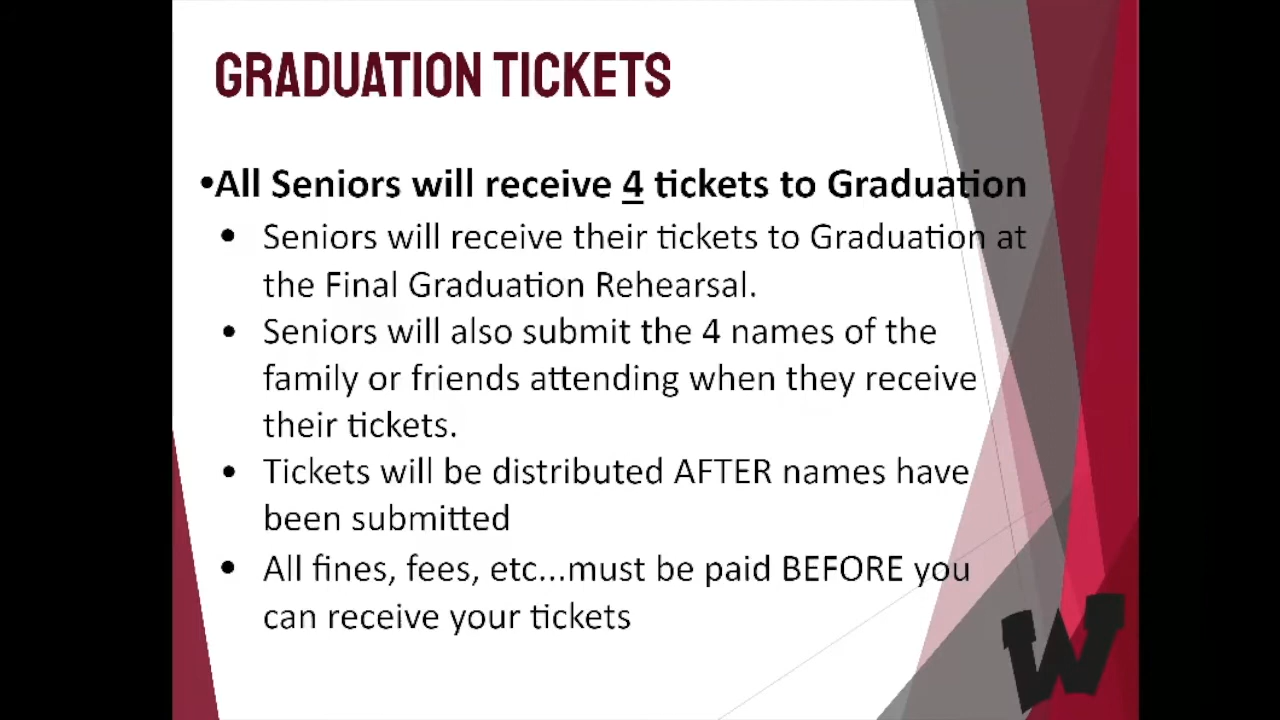 GRADUATION TICKETS
•All Seniors will receive 4 tickets to Graduation
• Seniors will receive their tickets to Graduation at
the Final Graduation Rehearsal.
• Seniors will also submit the 4 names of the
family or friends attending when they receive
their tickets.
• Tickets will be distributed AFTER names have
been submitted
• All fines, fees, etc...must be paid BEFORE you
can receive your tickets
W